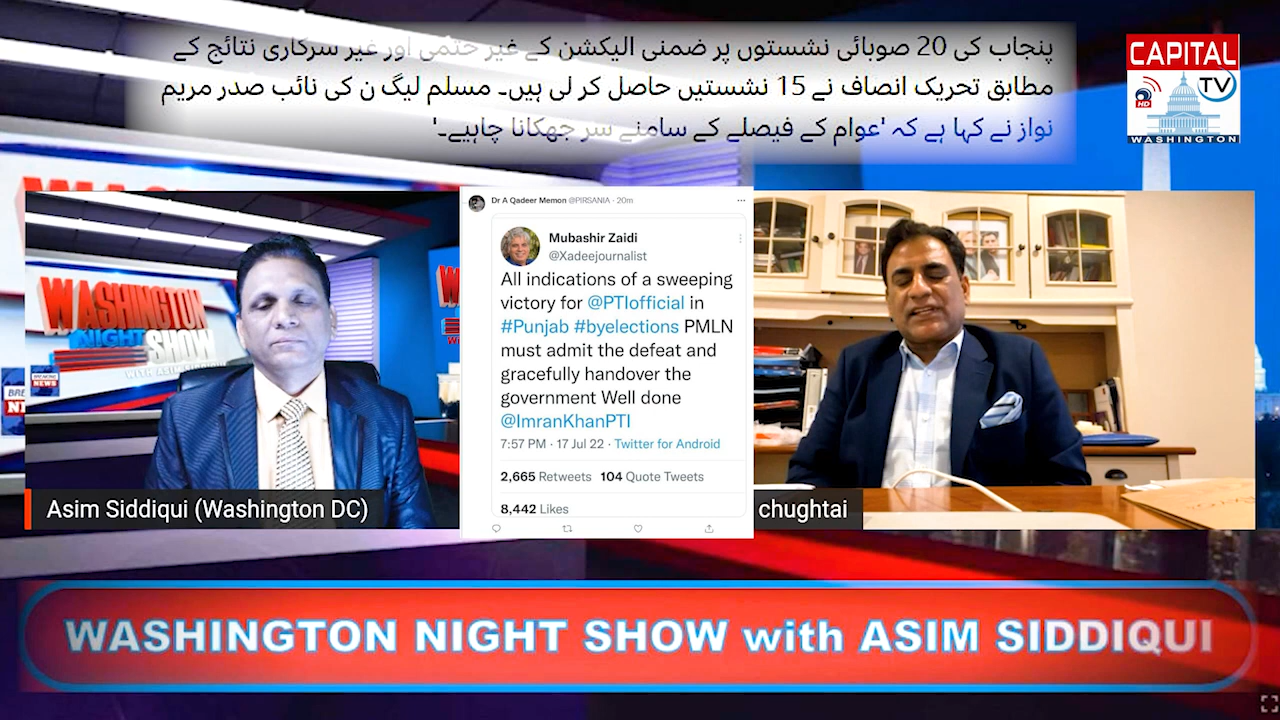 پنجاب کی 20 صوبائی نشستوں پر ضمنی الیکشن کے غیر حتمی اور غیر سرکاری نتائج کے
مطابق تحریک انصاف نے 15 نشستیں حاصل کر لی ہیں۔ مسلم لیگ ن کی نائب صدر مریم
نواز نے کہا ہے کہ 'عوام کے فیصلے کے سامنے سر جھکانا چاہیے۔'
CAPITAL
TV
HD
WASHINGTON
WASHINGTON
NIGHT
SHOW
WITH ASIM SIDDIQUI
BREAKING
NEWS
Asim Siddiqui (Washington DC)
Dr A Qadeer Memon @PIRSANIA · 20m
Mubashir Zaidi
@Xadeejournalist
All indications of a sweeping
victory for @PTIofficial in
#Punjab #byelections PMLN
must admit the defeat and
gracefully handover the
government Well done
@ImranKhanPTI
7:57 PM · 17 Jul 22 · Twitter for Android
2,665 Retweets 104 Quote Tweets
8,442 Likes
chughtai
WASHINGTON NIGHT SHOW with ASIM SIDDIQUI